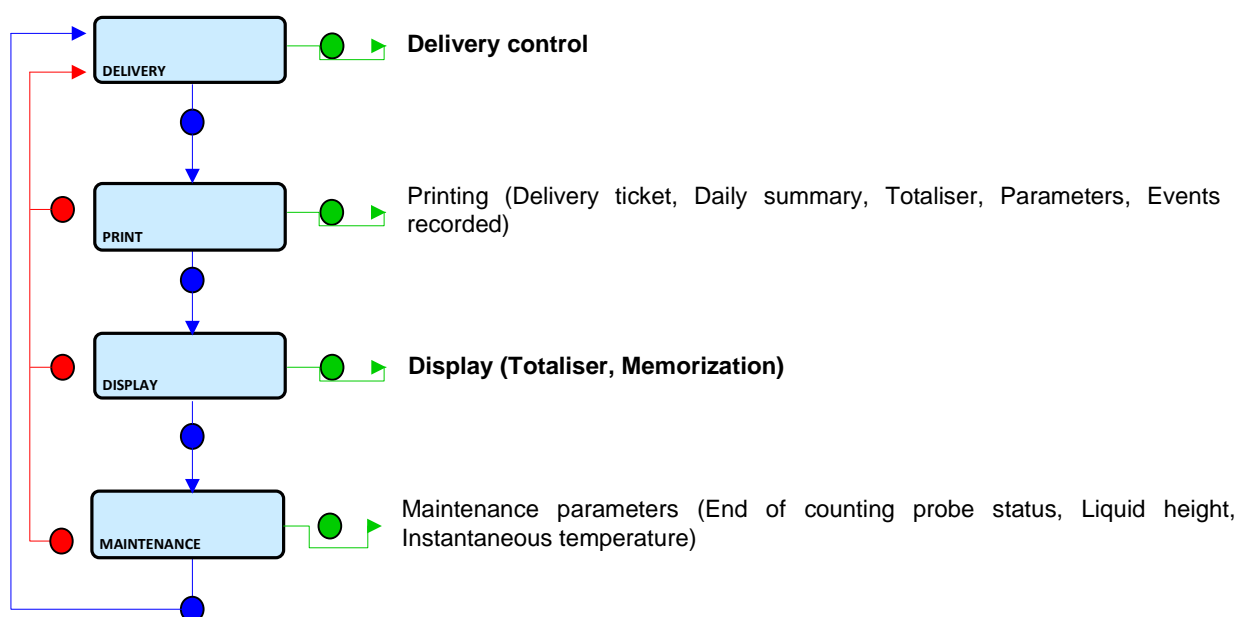 Delivery control
DELIVERY
Printing (Delivery ticket, Daily summary, Totaliser, Parameters, Events
recorded)
PRINT
Display (Totaliser, Memorization)
DISPLAY
Maintenance parameters (End of counting probe status, Liquid height,
Instantaneous temperature)
MAINTENANCE